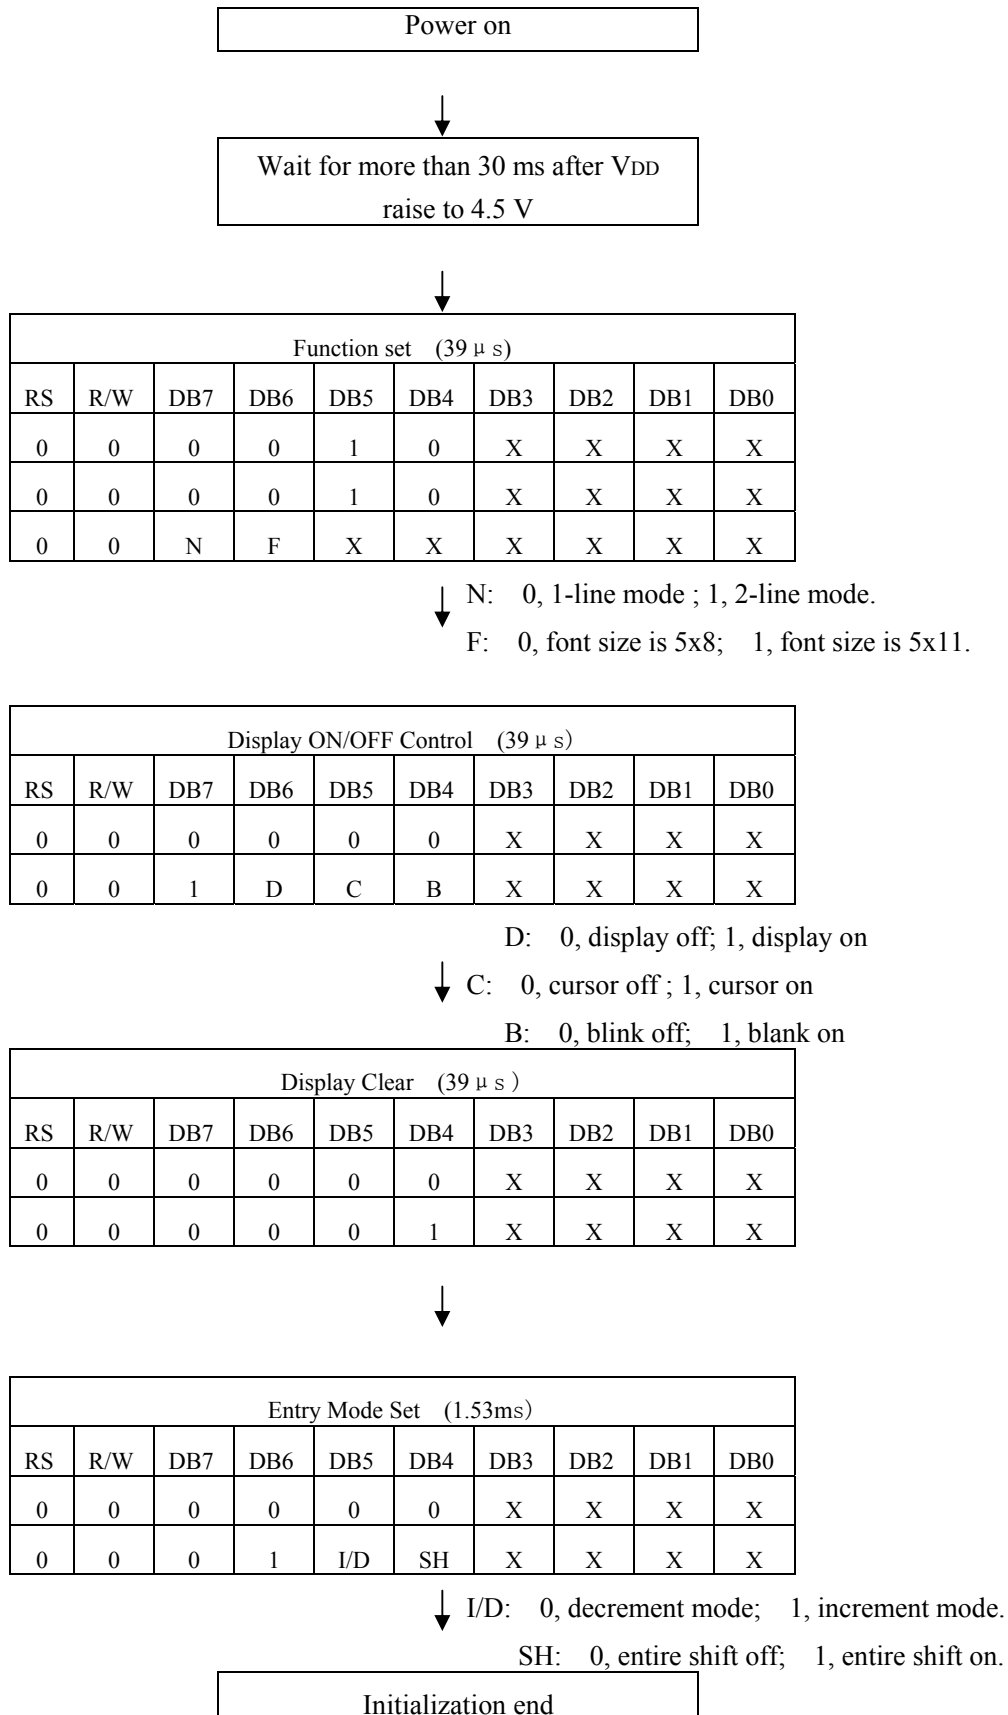 Power on
Wait for more than 30 ms after VDD
raise to 4.5 V
Function set (39μs)
RS R/W DB7 DB6 DB5 DB4 DB3 DB2 DB1 DB0
0 0 0 0 1 0 X X X X
0 0 0 0 1 0 X X X X
0 0 N F X X X X X X
N: 0, 1-line mode ; 1, 2-line mode.
F: 0, font size is 5x8; 1, font size is 5x11.
Display ON/OFF Control (39μs)
RS R/W DB7 DB6 DB5 DB4 DB3 DB2 DB1 DB0
0 0 0 0 0 0 X X X X
0 0 1 D C B X X X X
D: 0, display off; 1, display on
C: 0, cursor off ; 1, cursor on
B: 0, blink off; 1, blank on
Display Clear (39μs)
RS R/W DB7 DB6 DB5 DB4 DB3 DB2 DB1 DB0
0 0 0 0 0 0 X X X X
0 0 0 0 0 1 X X X X
Entry Mode Set (1.53ms)
RS R/W DB7 DB6 DB5 DB4 DB3 DB2 DB1 DB0
0 0 0 0 0 0 X X X X
0 0 0 1 I/D SH X X X X
I/D: 0, decrement mode; 1, increment mode.
SH: 0, entire shift off; 1, entire shift on.
Initialization end